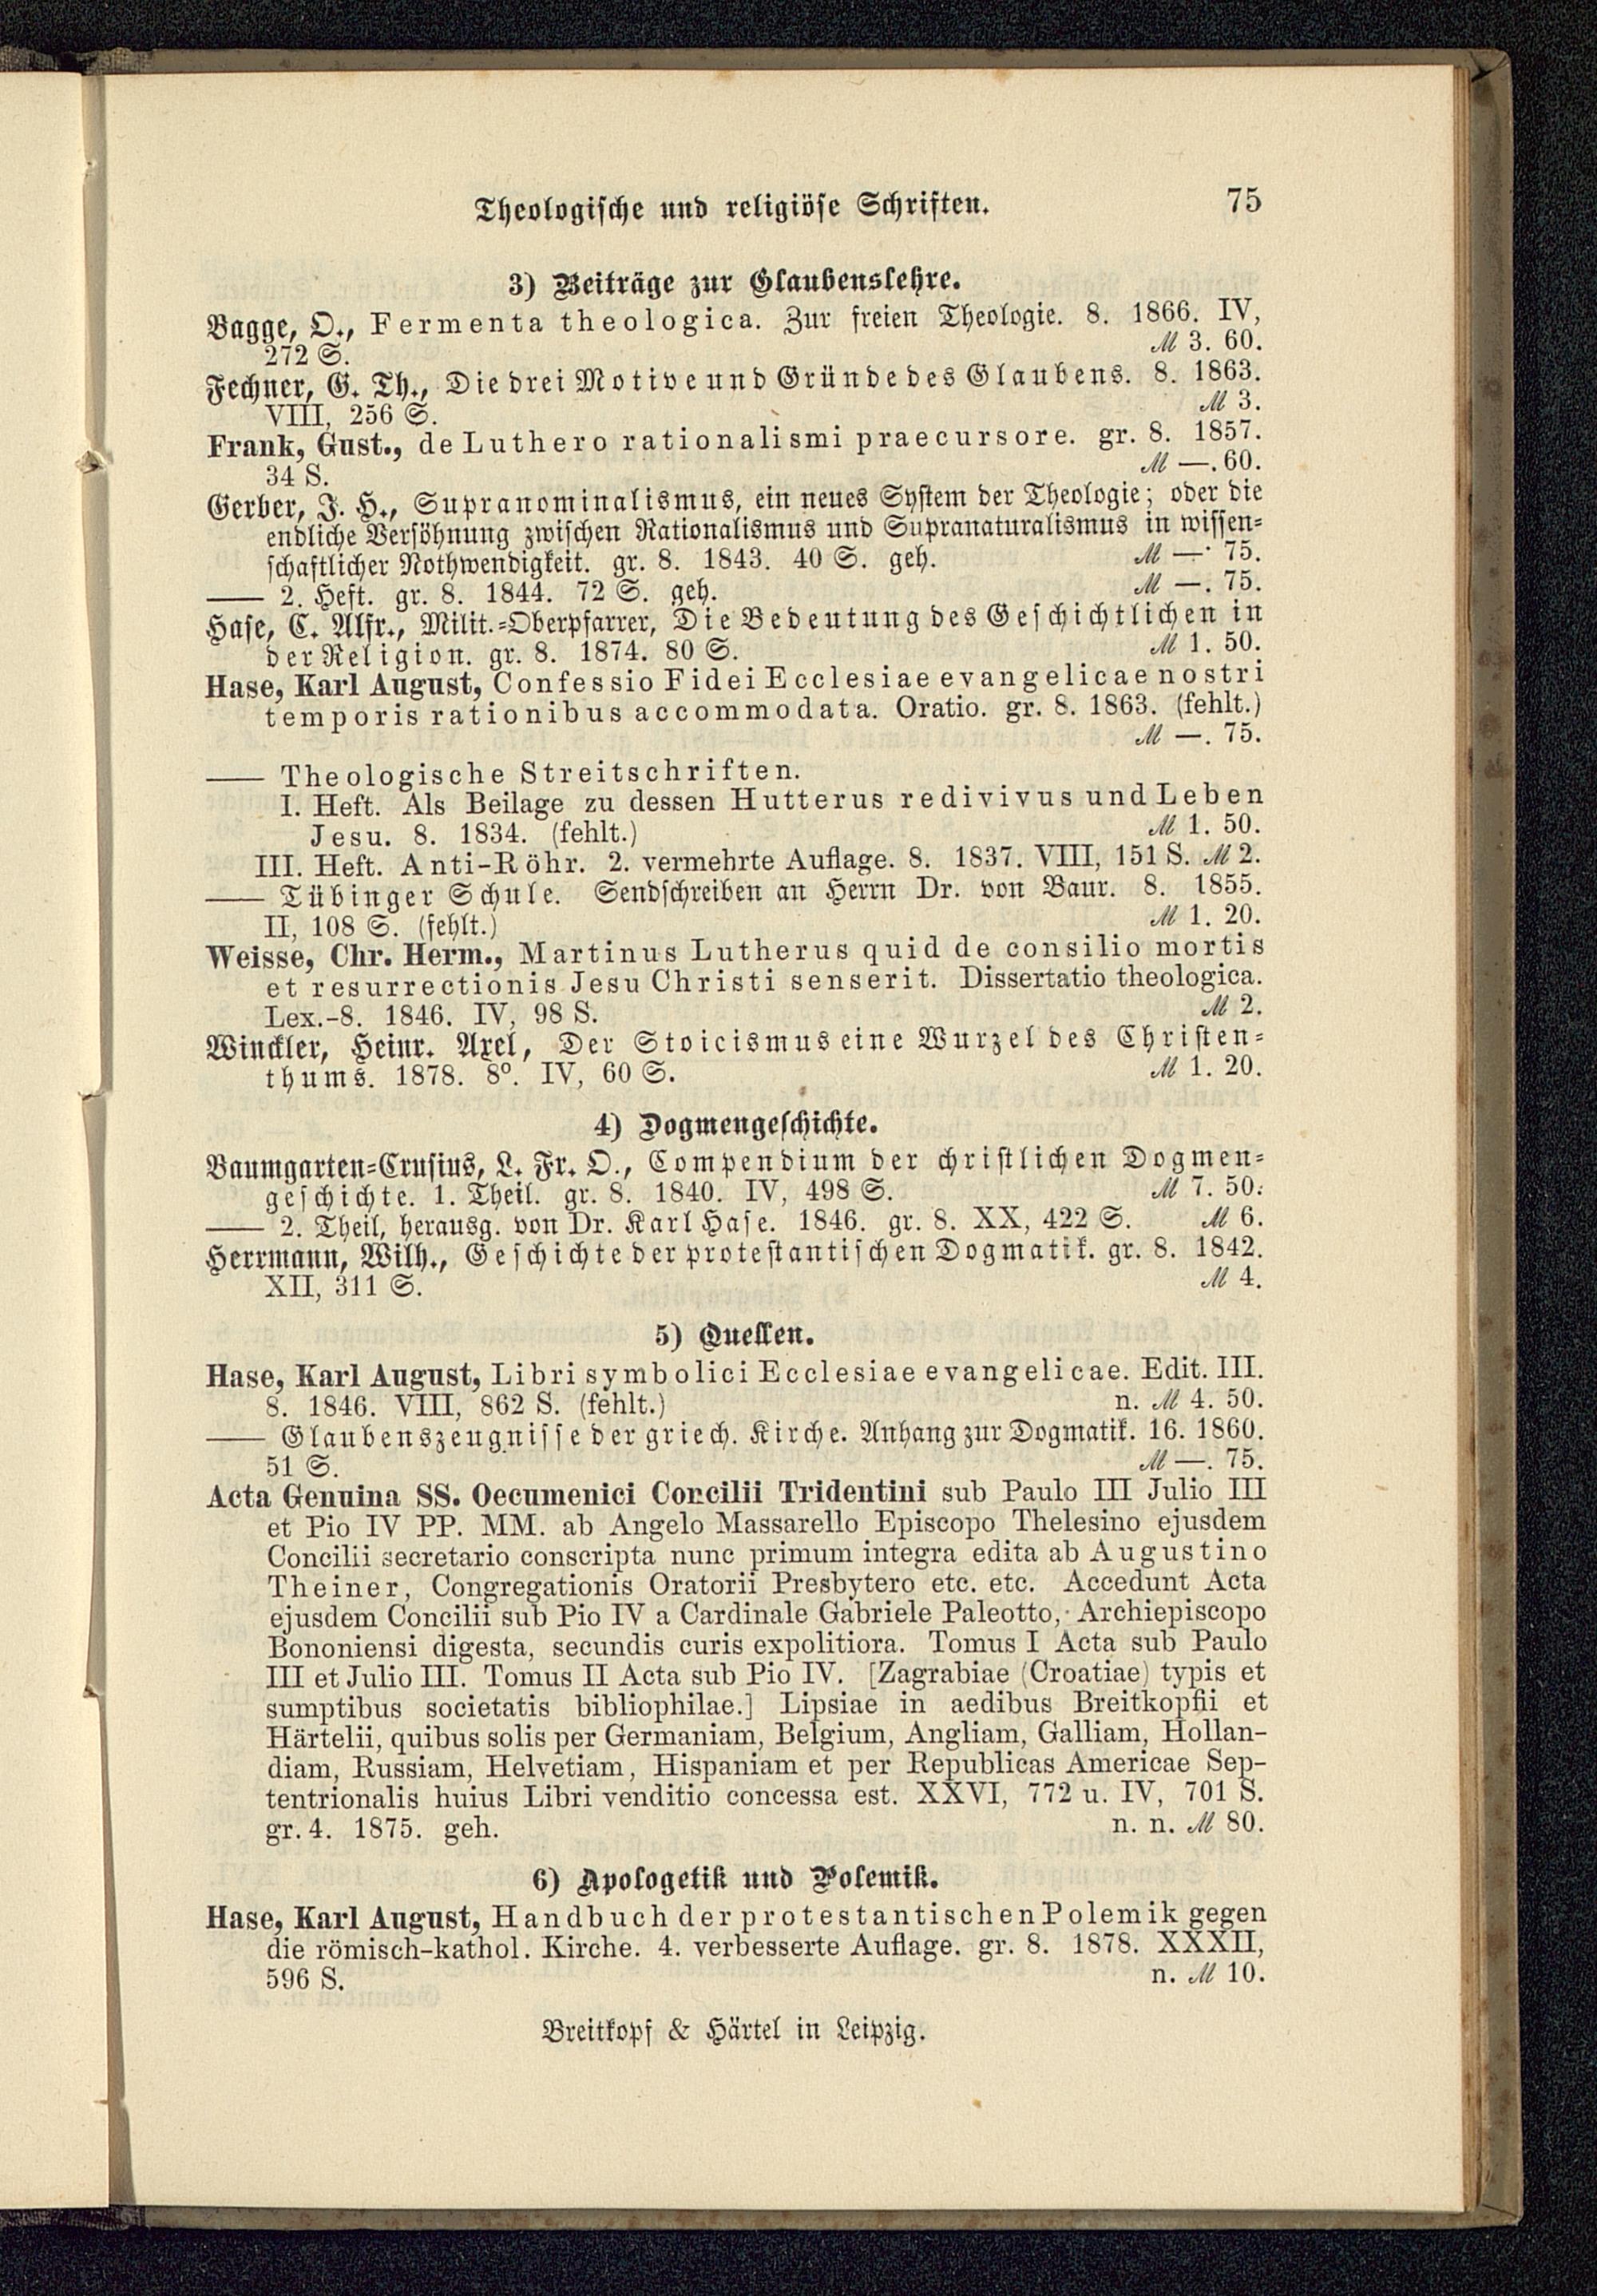 Theologische und religiöse Schriften. 75
3) Beiträge zur Glaubenslehre.
Bagge, O., Fermenta theologica. Zur freien Theologie. 8. 1866. IV,
272 S. ℳ 3. 60.
Fechner, G. Th., Die drei Motive und Gründe des Glaubens. 8. 1863.
VIII, 256 S. ℳ 3.
Frank, Gust., de Luthero rationalismi praecursore. gr. 8. 1857.
34 S. ℳ —. 60.
Gerber, J. H., Supranominalismus, ein neues System der Theologie; oder die
endliche Versöhnung zwischen Rationalismus und Supranaturalismus in wissen-
schaftlicher Nothwendigkeit. gr. 8. 1843. 40 S. geh. ℳ —. 75.
—— 2. Heft. gr. 8. 1844. 72 S. geh. ℳ —. 75.
Hase, C. Alfr., Milit.-Oberpfarrer, Die Bedeutung des Geschichtlichen in
der Religion. gr. 8. 1874. 80 S. ℳ 1. 50.
Hase, Karl August, Confessio Fidei Ecclesiae evangelicae nostri
temporis rationibus accommodata. Oratio. gr. 8. 1863. (fehlt.)
ℳ —. 75.
—— Theologische Streitschriften.
I. Heft. Als Beilage zu dessen Hutterus redivivus und Leben
Jesu. 8. 1834. (fehlt.) ℳ 1. 50.
III. Heft. Anti-Röhr. 2. vermehrte Auflage. 8. 1837. VIII, 151 S. ℳ 2.
—— Tübinger Schule. Sendschreiben an Herrn Dr. von Baur. 8. 1855.
II, 108 S. (fehlt.) ℳ 1. 20.
Weisse, Chr. Herm., Martinus Lutherus quid de consilio mortis
et resurrectionis Jesu Christi senserit. Dissertatio theologica.
Lex.-8. 1846. IV, 98 S. ℳ 2.
Winckler, Heinr. Axel, Der Stoicismus eine Wurzel des Christen-
thums. 1878. 8º. IV, 60 S. ℳ 1. 20.
4) Dogmengeschichte.
Baumgarten-Crusius, L. Fr. O., Compendium der christlichen Dogmen-
geschichte. 1. Theil. gr. 8. 1840. IV, 498 S. ℳ 7. 50.
—— 2. Theil, herausg. von Dr. Karl Hase. 1846. gr. 8. XX, 422 S. ℳ 6.
Herrmann, Wilh., Geschichte der protestantischen Dogmatik. gr. 8. 1842.
XII, 311 S. ℳ 4.
5) Quellen.
Hase, Karl August, Libri symbolici Ecclesiae evangelicae. Edit. III.
8. 1846. VIII, 862 S. (fehlt.) n. ℳ 4. 50.
—— Glaubenszeugnisse der griech. Kirche. Anhang zur Dogmatik. 16. 1860.
51 S. ℳ —. 75.
Acta Genuina SS. Oecumenici Concilii Tridentini sub Paulo III Julio III
et Pio IV PP. MM. ab Angelo Massarello Episcopo Thelesino ejusdem
Concilii secretario conscripta nunc primum integra edita ab Augustino
Theiner, Congregationis Oratorii Presbytero etc. etc. Accedunt Acta
ejusdem Concilii sub Pio IV a Cardinale Gabriele Paleotto, Archiepiscopo
Bononiensi digesta, secundis curis expolitiora. Tomus I Acta sub Paulo
III et Julio III. Tomus II Acta sub Pio IV. [Zagrabiae (Croatiae) typis et
sumptibus societatis bibliophilae.] Lipsiae in aedibus Breitkopfii et
Härtelii, quibus solis per Germaniam, Belgium, Angliam, Galliam, Hollan-
diam, Russiam, Helvetiam, Hispaniam et per Republicas Americae Sep-
tentrionalis huius Libri venditio concessa est. XXVI, 772 u. IV, 701 S.
gr. 4. 1875. geh. n. n. ℳ 80.
6) Apologetik und Polemik.
Hase, Karl August, Handbuch der protestantischen Polemik gegen
die römisch-kathol. Kirche. 4. verbesserte Auflage. gr. 8. 1878. XXXII,
596 S. n. ℳ 10.
Breitkopf & Härtel in Leipzig.